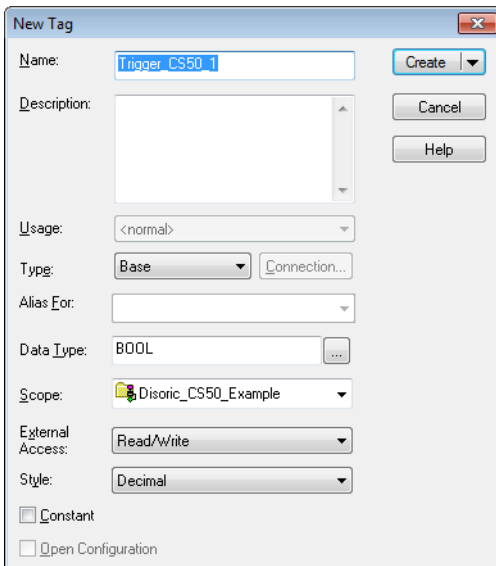 New Tag
Name: Trigger_CS50_1 Create
Description: Cancel
Help
Usage: <normal>
Type: Base Connection...
Alias For:
Data Type: BOOL ...
Scope: Disoric_CS50_Example
External Access: Read/Write
Style: Decimal
Constant
Open Configuration